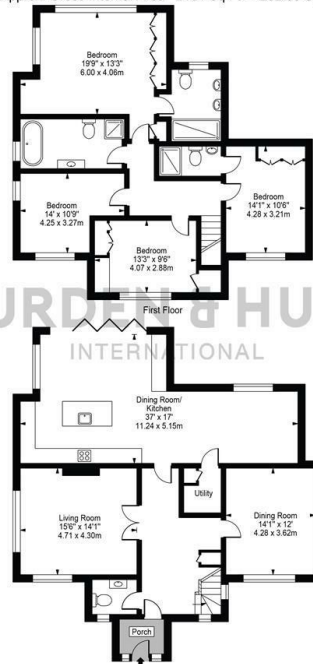 Bedroom
19'9" x 13'3"
6.00 x 4.06m
Bedroom
14' x 10'9"
4.25 x 3.27m
Bedroom
14'1" x 10'6"
4.28 x 3.21m
Bedroom
13'3" x 9'6"
4.07 x 2.88m
First Floor
URDEN & HU
INTERNATIONAL
Dining Room/
Kitchen
37' x 17'
11.24 x 5.15m
Utility
Living Room
15'6" x 14'1"
4.71 x 4.30m
Dining Room
14'1" x 12'
4.28 x 3.62m
Porch